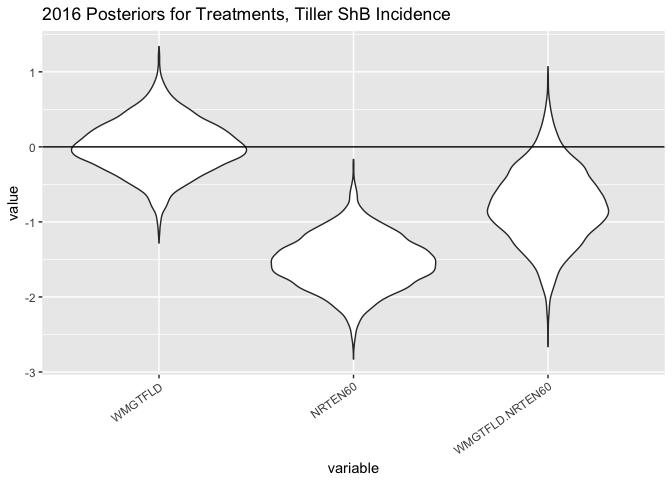 2016 Posteriors for Treatments, Tiller ShB Incidence
1
0
-1
-2
-3
value
WMGTFLD
NRTEN60
WMGTFLD.NRTEN60
variable